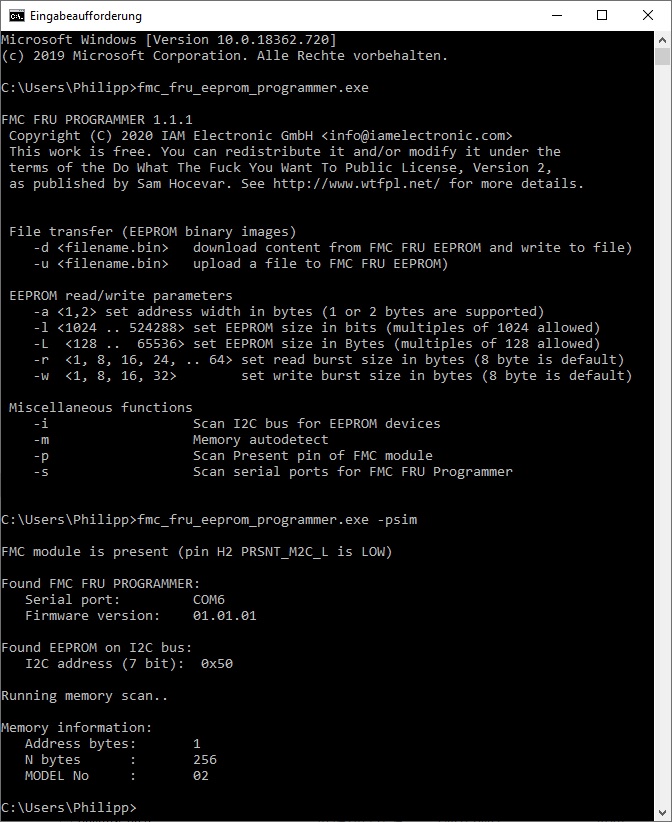 Eingabeaufforderung
Microsoft Windows [Version 10.0.18362.720]
(c) 2019 Microsoft Corporation. Alle Rechte vorbehalten.
C:\Users\Philipp>fmc_fru_eeprom_programmer.exe
FMC FRU PROGRAMMER 1.1.1
Copyright (C) 2020 IAM Electronic GmbH <info@iamelectronic.com>
This work is free. You can redistribute it and/or modify it under the
terms of the Do What The Fuck You Want To Public License, Version 2,
as published by Sam Hocevar. See http://www.wtfpl.net/ for more details.
File transfer (EEPROM binary images)
-d <filename.bin>   download content from FMC FRU EEPROM and write to file)
-u <filename.bin>   upload a file to FMC FRU EEPROM)
EEPROM read/write parameters
-a <1,2> set address width in bytes (1 or 2 bytes are supported)
-l <1024 .. 524288> set EEPROM size in bits (multiples of 1024 allowed)
-L  <128 ..  65536> set EEPROM size in Bytes (multiples of 128 allowed)
-r  <1, 8, 16, 24, .. 64> set read burst size in bytes (8 byte is default)
-w  <1, 8, 16, 32>        set write burst size in bytes (8 byte is default)
Miscellaneous functions
-i                  Scan I2C bus for EEPROM devices
-m                  Memory autodetect
-p                  Scan Present pin of FMC module
-s                  Scan serial ports for FMC FRU Programmer
C:\Users\Philipp>fmc_fru_eeprom_programmer.exe -psim
FMC module is present (pin H2 PRSNT_M2C_L is LOW)
Found FMC FRU PROGRAMMER:
Serial port:         COM6
Firmware version:    01.01.01
Found EEPROM on I2C bus:
I2C address (7 bit):  0x50
Running memory scan..
Memory information:
Address bytes:       1
N bytes      :       256
MODEL No     :       02
C:\Users\Philipp>